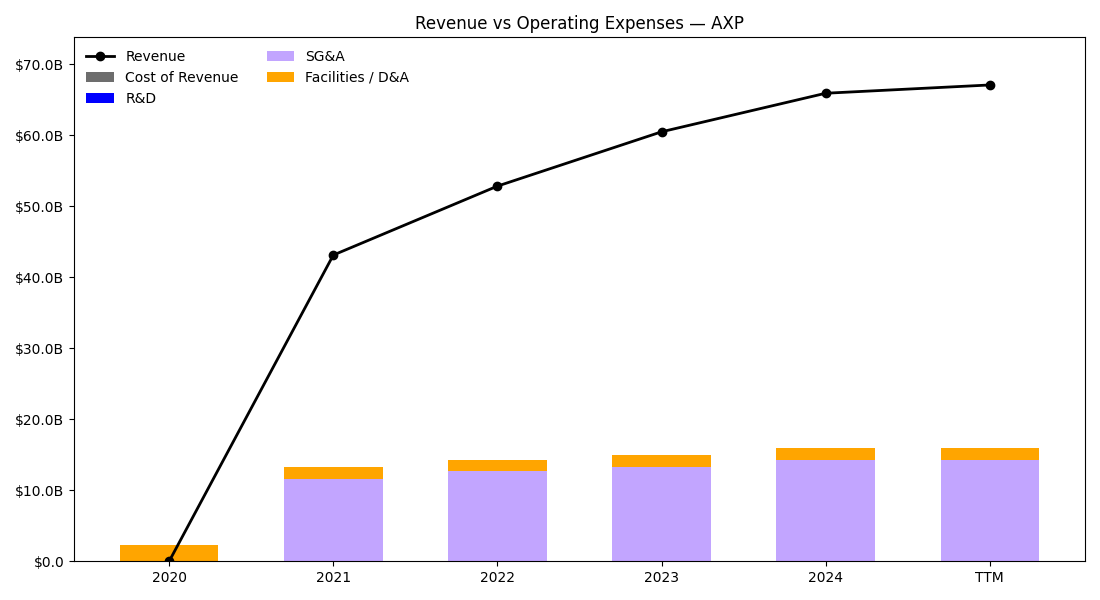 Revenue vs Operating Expenses — AXP
Revenue
Cost of Revenue
R&D
SG&A
Facilities / D&A
$70.0B
$60.0B
$50.0B
$40.0B
$30.0B
$20.0B
$10.0B
$0.0
2020 2021 2022 2023 2024 TTM